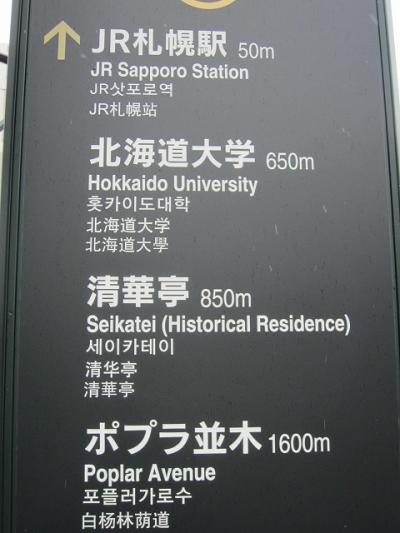 ↑ JR札幌駅 50m
JR Sapporo Station
JR삿포로역
JR札幌站
北海道大学 650m
Hokkaido University
홋카이도대학
北海道大学
北海道大學
清華亭 850m
Seikatei (Historical Residence)
세이카테이
清华亭
清華亭
ポプラ並木 1600m
Poplar Avenue
포플러가로수
白杨林荫道